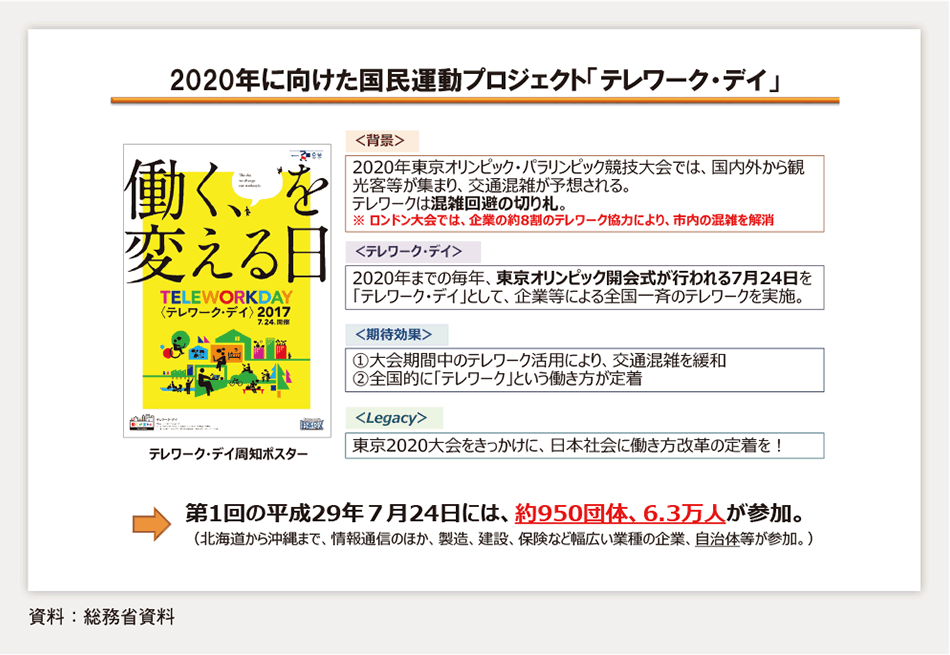 2020年に向けた国民運動プロジェクト「テレワーク・デイ」
働く、を
変える日
TELEWORKDAY
〈テレワーク・デイ〉2017
7.24.開催
テレワーク・デイ周知ポスター
＜背景＞
2020年東京オリンピック・パラリンピック競技大会では、国内外から観
光客等が集まり、交通混雑が予想される。
テレワークは混雑回避の切り札。
※ ロンドン大会では、企業の約8割のテレワーク協力により、市内の混雑を解消
＜テレワーク・デイ＞
2020年までの毎年、東京オリンピック開会式が行われる7月24日を
「テレワーク・デイ」として、企業等による全国一斉のテレワークを実施。
＜期待効果＞
①大会期間中のテレワーク活用により、交通混雑を緩和
②全国的に「テレワーク」という働き方が定着
＜Legacy＞
東京2020大会をきっかけに、日本社会に働き方改革の定着を！
第1回の平成29年７月24日には、約950団体、6.3万人が参加。
（北海道から沖縄まで、情報通信のほか、製造、建設、保険など幅広い業種の企業、自治体等が参加。）
資料：総務省資料